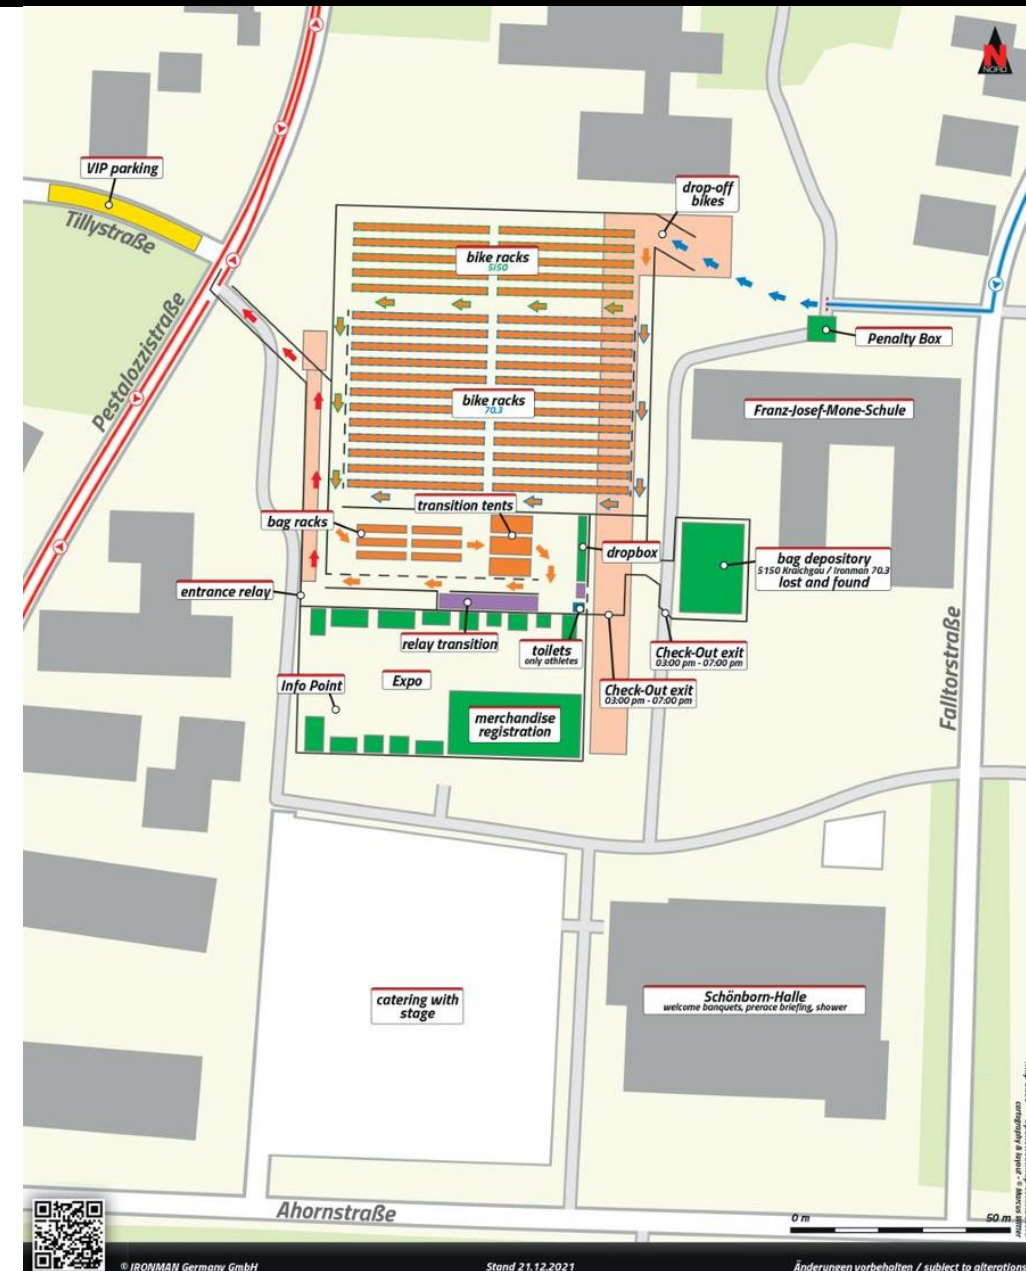 N
NORD
VIP parking
Tillystraße
drop-off
bikes
bike racks
5150
Pestalozzistraße
Penalty Box
bike racks
70.3
Franz-Josef-Mone-Schule
transition tents
bag racks
dropbox
bag depository
5150 Kraichgau / Ironman 70.3
lost and found
entrance relay
relay transition
toilets
only athletes
Check-Out exit
03:00 pm - 07:00 pm
Info Point
Expo
Check-Out exit
03:00 pm - 07:00 pm
Falltorstraße
merchandise
registration
catering with
stage
Schönborn-Halle
welcome banquets, prerace briefing, shower
Ahornstraße
0 m
50 m
© IRONMAN Germany GmbH
Stand 21.12.2021
Änderungen vorbehalten / subject to alterations